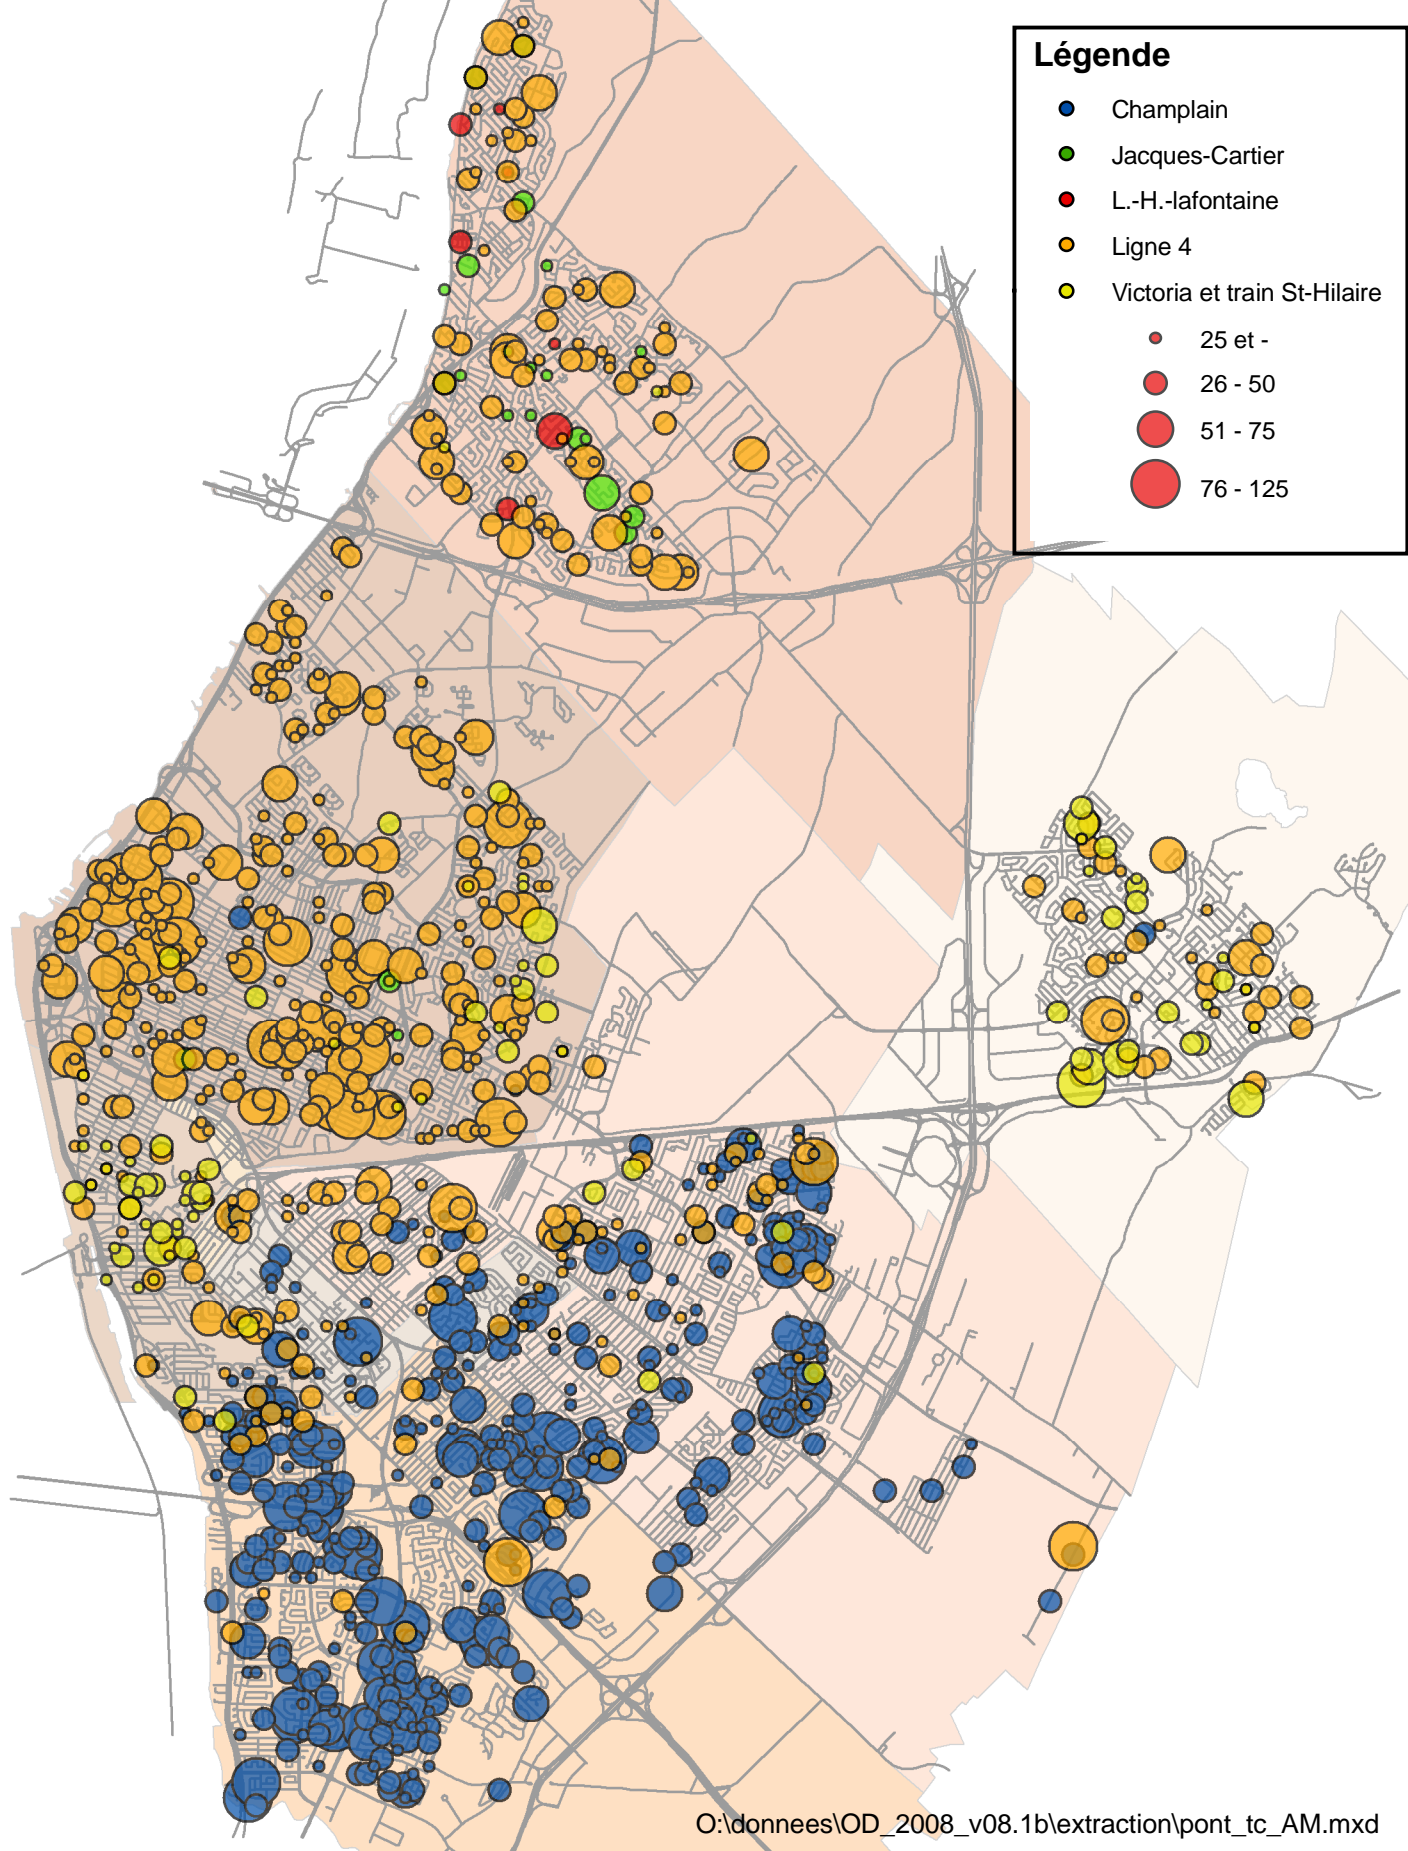 Légende
Champlain
Jacques-Cartier
L.-H.-lafontaine
Ligne 4
Victoria et train St-Hilaire
25 et -
26 - 50
51 - 75
76 - 125
O:\donnees\OD_2008_v08.1b\extraction\pont_tc_AM.mxd